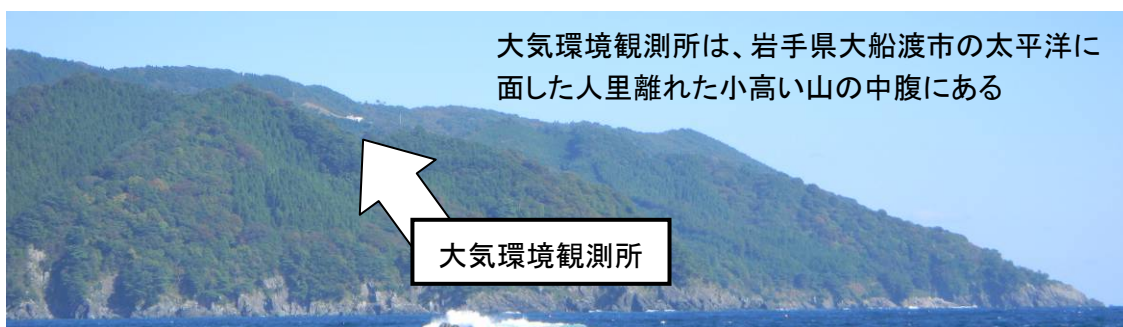 大気環境観測所は、岩手県大船渡市の太平洋に
面した人里離れた小高い山の中腹にある
大気環境観測所